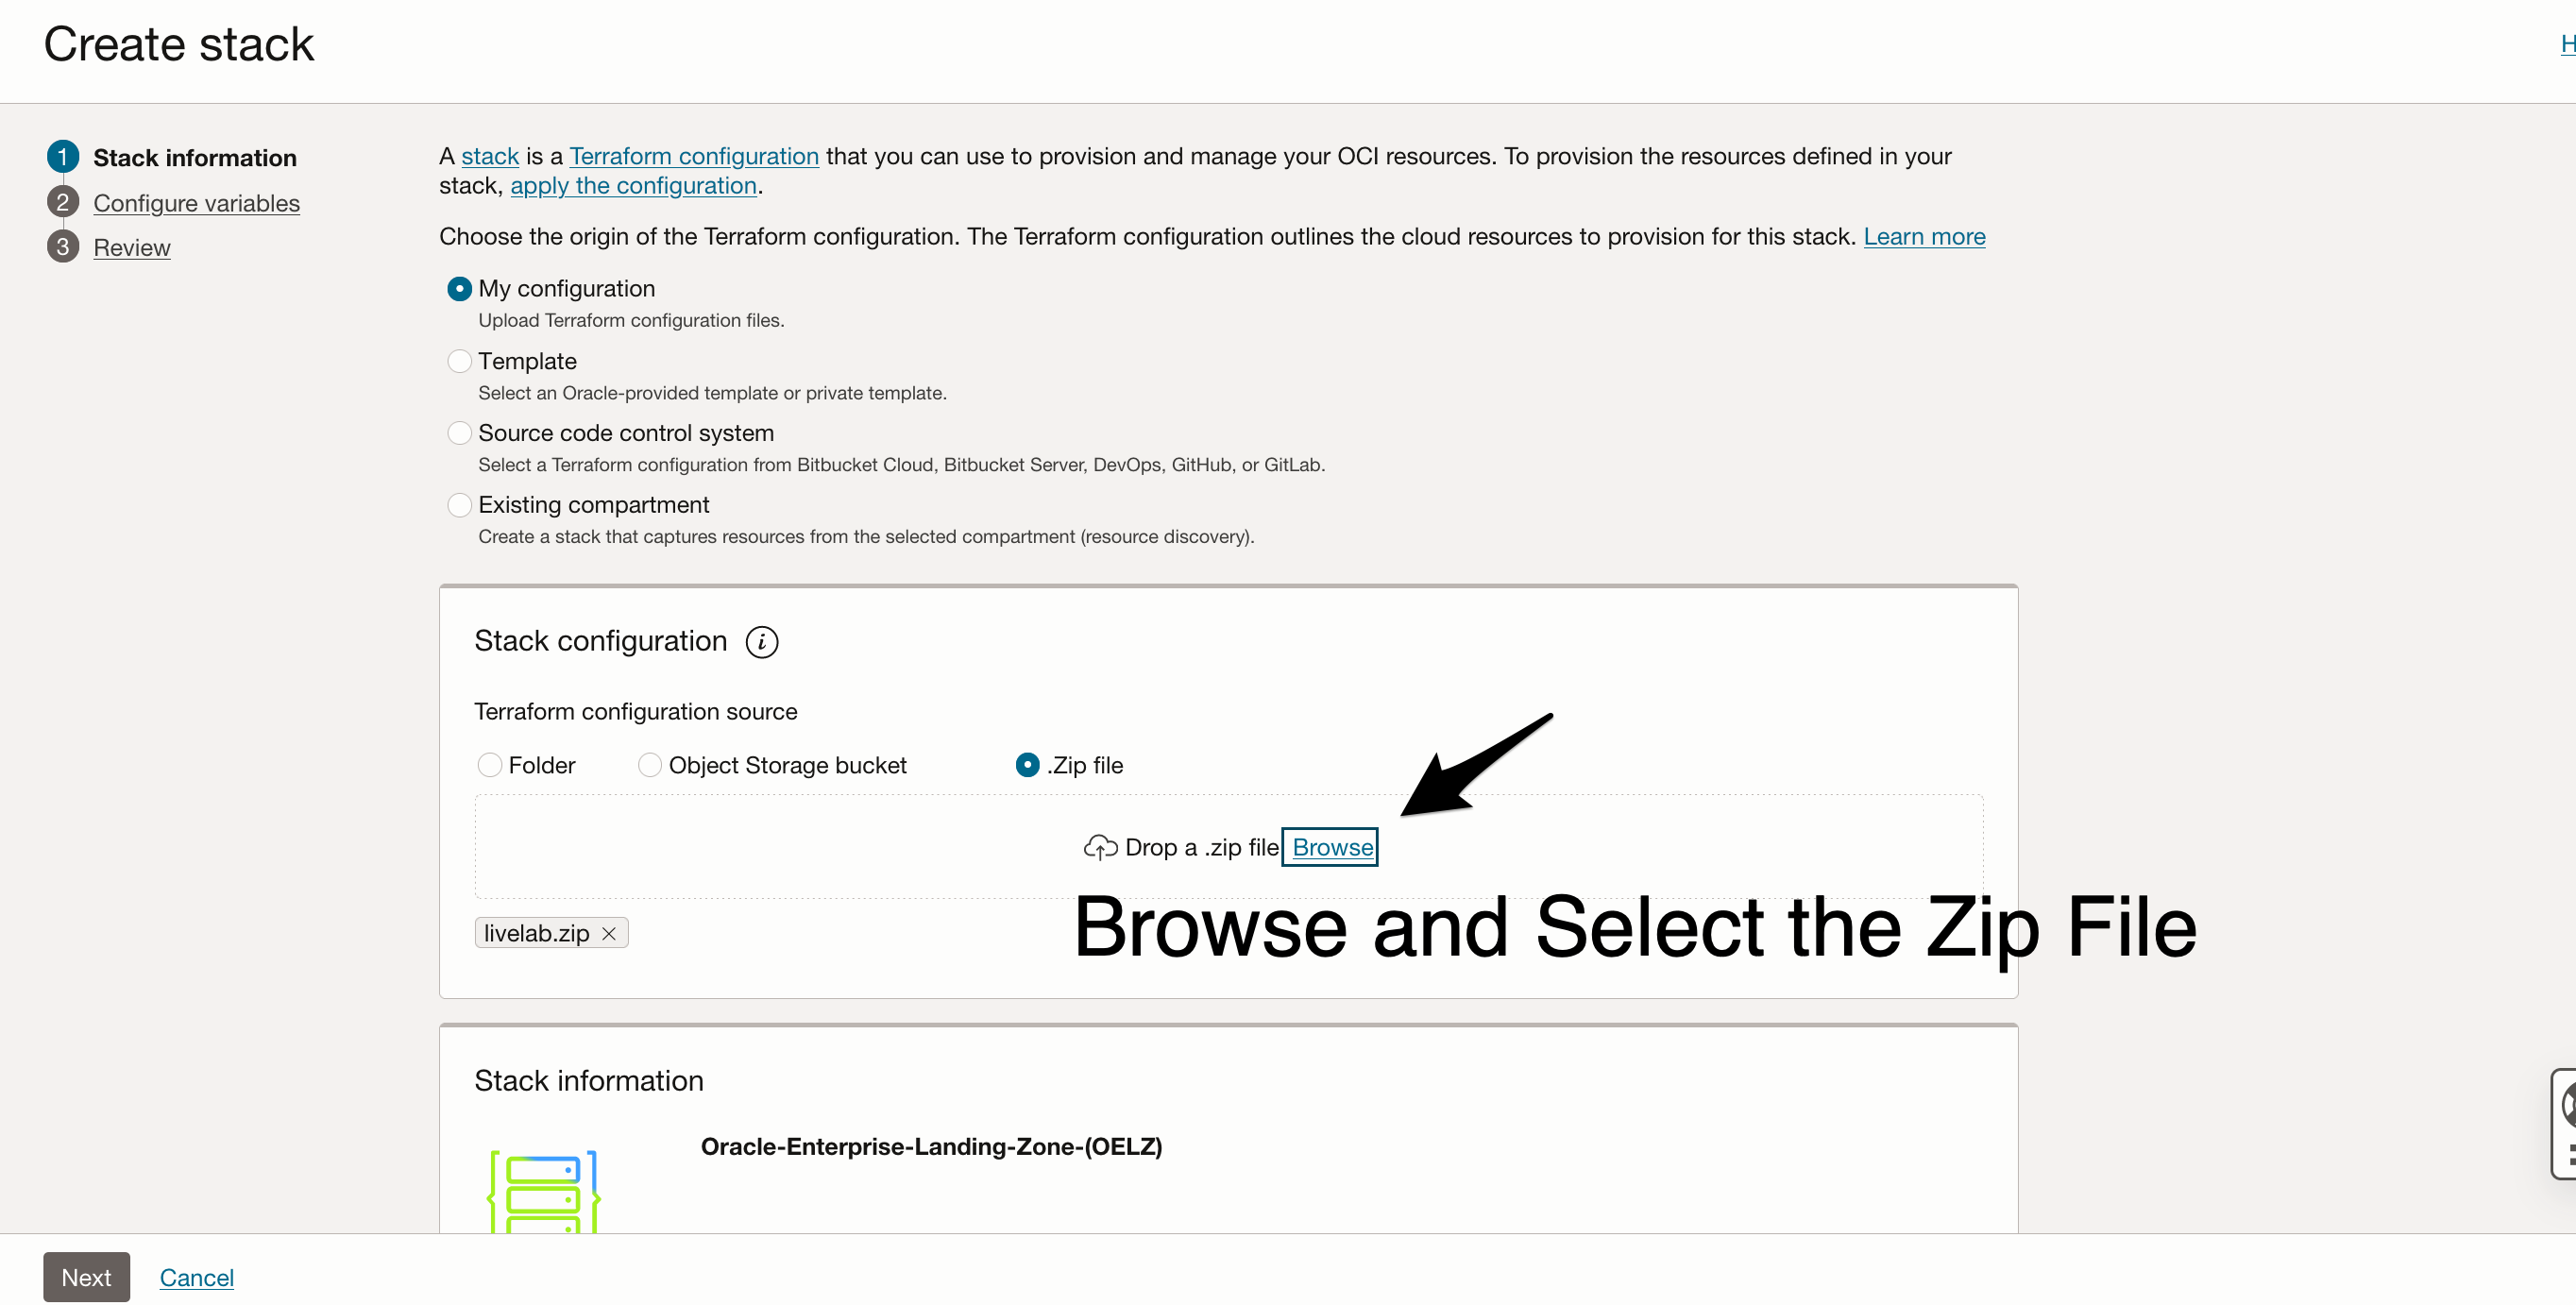 Create stack
H
1 Stack information
2 Configure variables
3 Review
A stack is a Terraform configuration that you can use to provision and manage your OCI resources. To provision the resources defined in your
stack, apply the configuration.
Choose the origin of the Terraform configuration. The Terraform configuration outlines the cloud resources to provision for this stack. Learn more
My configuration
Upload Terraform configuration files.
Template
Select an Oracle-provided template or private template.
Source code control system
Select a Terraform configuration from Bitbucket Cloud, Bitbucket Server, DevOps, GitHub, or GitLab.
Existing compartment
Create a stack that captures resources from the selected compartment (resource discovery).
Stack configuration i
Terraform configuration source
Folder Object Storage bucket .Zip file
Drop a .zip file Browse
Browse and Select the Zip File
livelab.zip
Stack information
Oracle-Enterprise-Landing-Zone-(OELZ)
Next Cancel